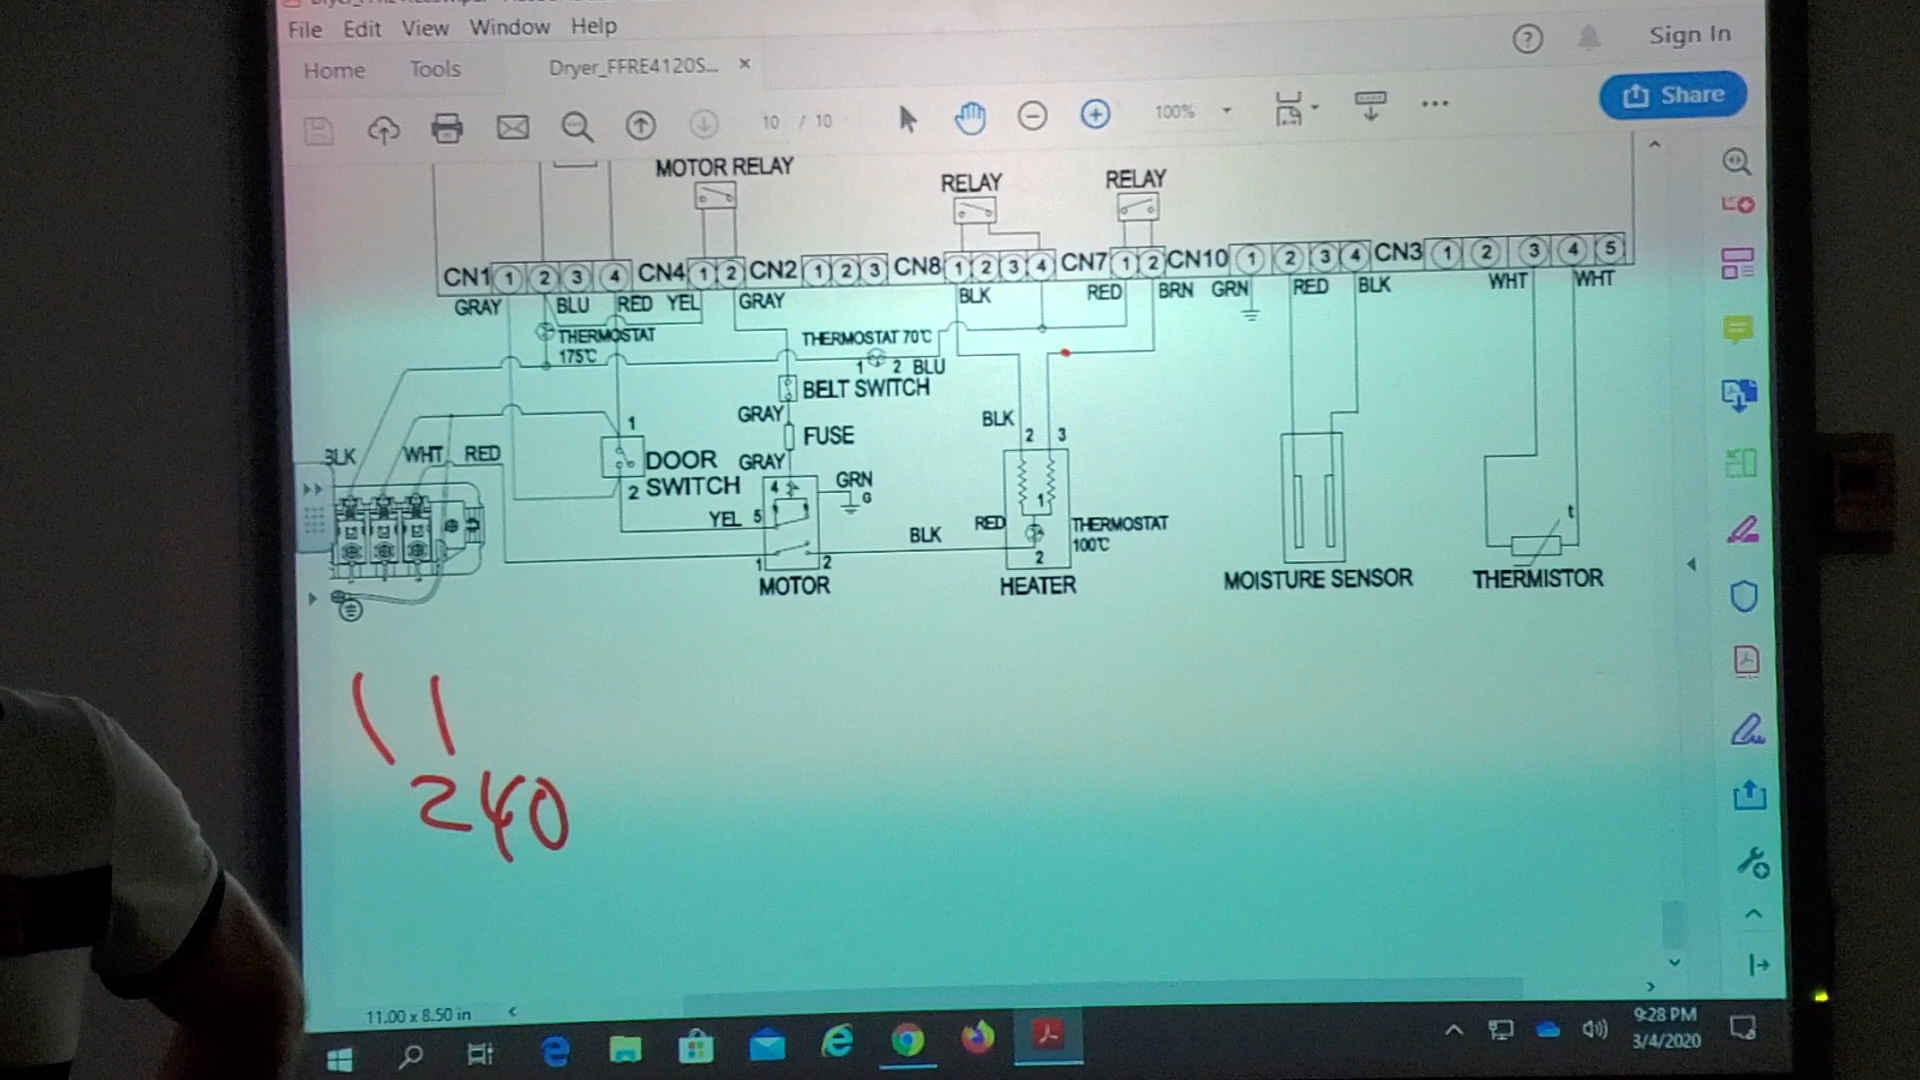 File Edit View Window Help
Sign In
Home Tools Dryer_FFRE4120S... ×
10 / 10 100% Share
MOTOR RELAY
RELAY
RELAY
CN1 1 2 3 4 CN4 1 2 CN2 1 2 3 CN8 1 2 3 4 CN7 1 2 CN10 1 2 3 4 CN3 1 2 3 4 5
GRAY BLU RED YEL GRAY BLK RED BRN GRN RED BLK WHT WHT
THERMOSTAT
175℃
THERMOSTAT 70℃
1 2 BLU
BELT SWITCH
GRAY
FUSE
BLK
2 3
1
BLK WHT RED
DOOR
SWITCH
2
GRAY
4
GRN
G
YEL 5
1 2
MOTOR
BLK
RED
1
THERMOSTAT
100℃
2
HEATER
MOISTURE SENSOR
t
THERMISTOR
240
11.00 x 8.50 in
9:28 PM
3/4/2020